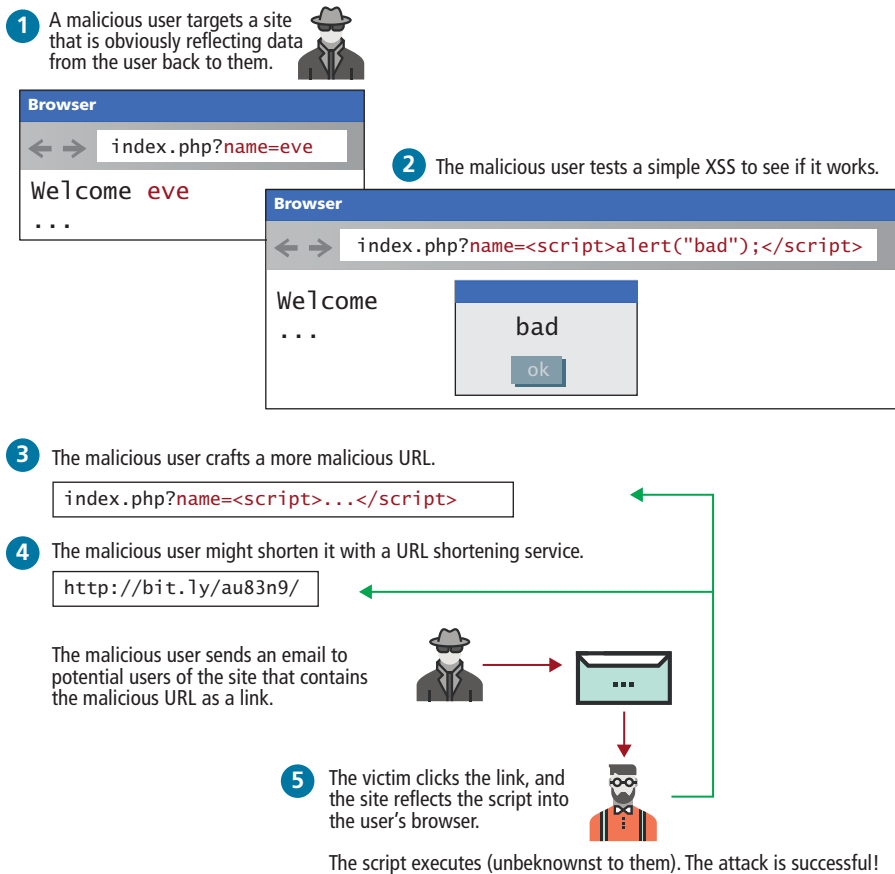 1
A malicious user targets a site
that is obviously reflecting data
from the user back to them.
Browser
index.php?name=eve
Welcome eve
...
2
The malicious user tests a simple XSS to see if it works.
Browser
index.php?name=<script>alert("bad");</script>
Welcome
...
bad
ok
3
The malicious user crafts a more malicious URL.
index.php?name=<script>...</script>
4
The malicious user might shorten it with a URL shortening service.
http://bit.ly/au83n9/
The malicious user sends an email to
potential users of the site that contains
the malicious URL as a link.
5
The victim clicks the link, and
the site reflects the script into
the user’s browser.
The script executes (unbeknownst to them). The attack is successful!